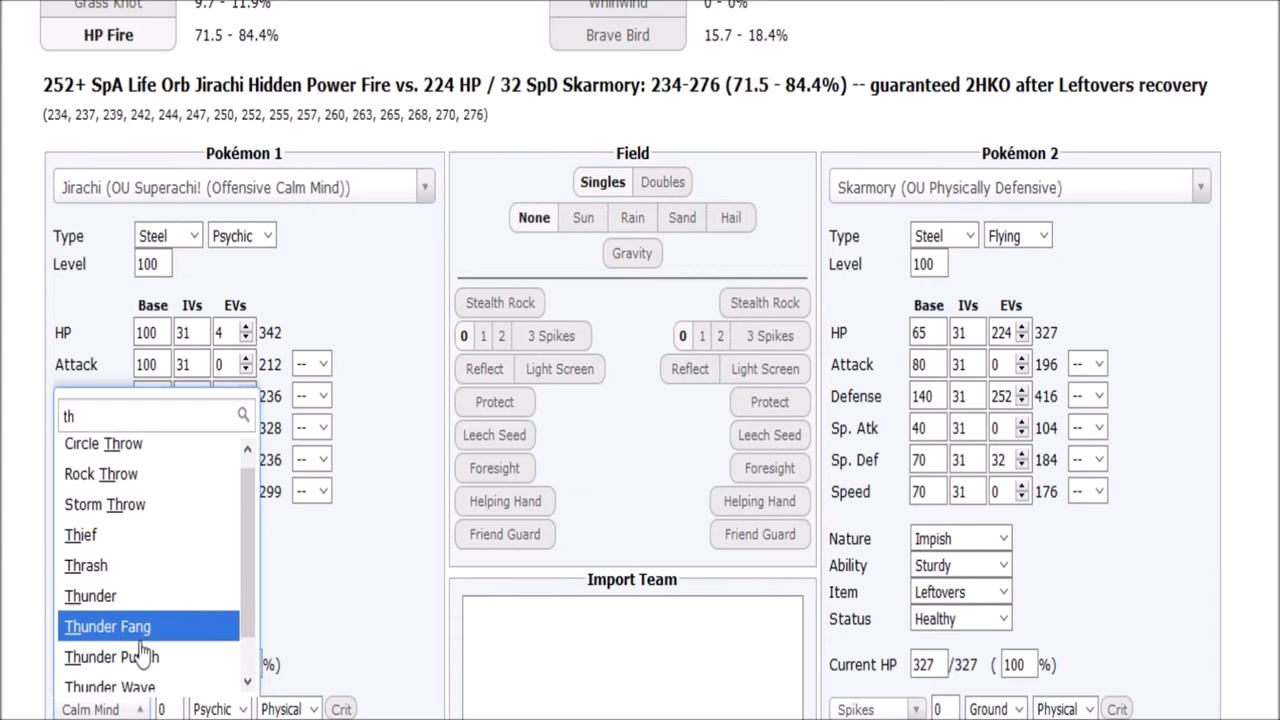 Grass Knot 9.7 - 11.9% Whirlwind 0 - 0%
HP Fire 71.5 - 84.4% Brave Bird 15.7 - 18.4%
252+ SpA Life Orb Jirachi Hidden Power Fire vs. 224 HP / 32 SpD Skarmory: 234-276 (71.5 - 84.4%) -- guaranteed 2HKO after Leftovers recovery
(234, 237, 239, 242, 244, 247, 250, 252, 255, 257, 260, 263, 265, 268, 270, 276)
Pokémon 1
Jirachi (OU Superachi! (Offensive Calm Mind))
Type Steel Psychic
Level 100
Base IVs EVs
HP 100 31 4 342
Attack 100 31 0 212 --
236 --
328 --
236 --
299 --
th
Circle Throw
Rock Throw
Storm Throw
Thief
Thrash
Thunder
Thunder Fang
Thunder Punch
Thunder Wave
%)
Calm Mind 0 Psychic Physical Crit
Field
Singles Doubles
None Sun Rain Sand Hail
Gravity
Stealth Rock Stealth Rock
0 1 2 3 Spikes 0 1 2 3 Spikes
Reflect Light Screen Reflect Light Screen
Protect Protect
Leech Seed Leech Seed
Foresight Foresight
Helping Hand Helping Hand
Friend Guard Friend Guard
Import Team
Pokémon 2
Skarmory (OU Physically Defensive)
Type Steel Flying
Level 100
Base IVs EVs
HP 65 31 224 327
Attack 80 31 0 196 --
Defense 140 31 252 416 --
Sp. Atk 40 31 0 104 --
Sp. Def 70 31 32 184 --
Speed 70 31 0 176 --
Nature Impish
Ability Sturdy
Item Leftovers
Status Healthy
Current HP 327 /327 ( 100 %)
Spikes 0 Ground Physical Crit